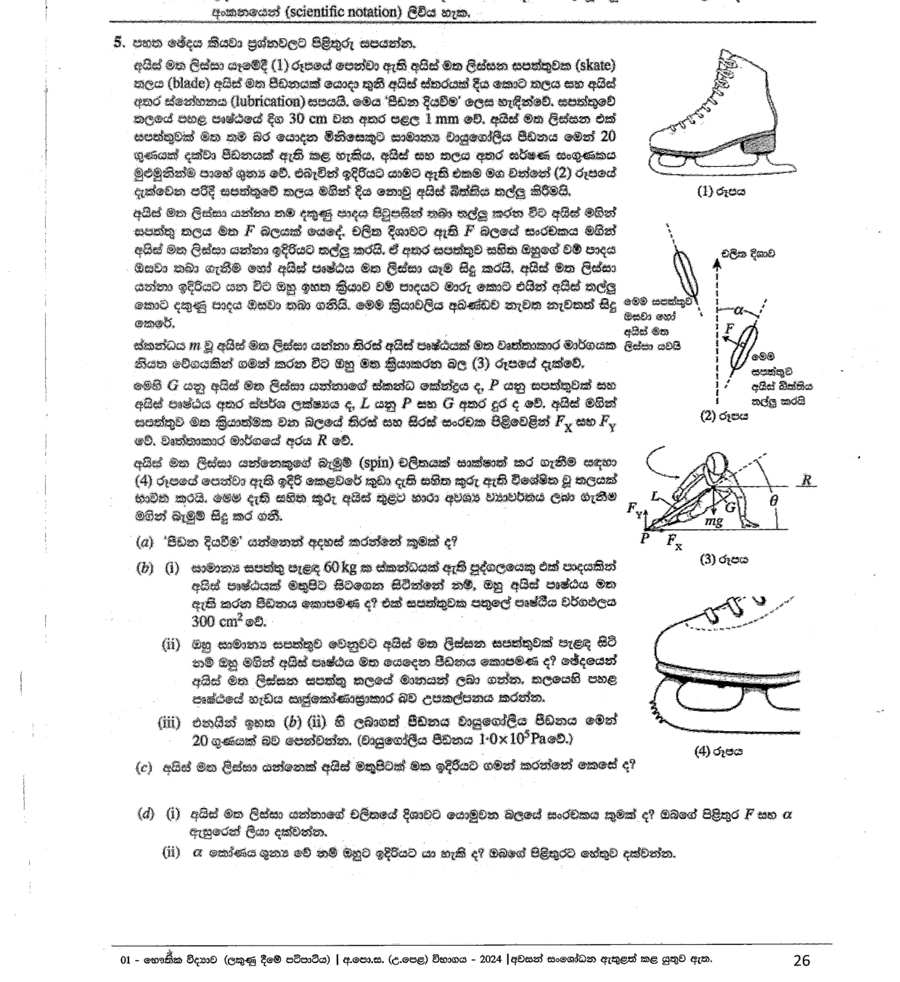 අංකනයෙන් (scientific notation) ලිවිය හැක.
5. පහත ඡේදය කියවා ප්‍රශ්නවලට පිළිතුරු සපයන්න.
අයිස් මත ලිස්සා යෑමේදී (1) රූපයේ පෙන්වා ඇති අයිස් මත ලිස්සන සපත්තුවක (skate)
තලය (blade) අයිස් මත පීඩනයක් යොදා තුනී අයිස් ස්තරයක් දිය කොට තලය සහ අයිස්
අතර ස්නේහනය (lubrication) සපයයි. මෙය ‘පීඩන දියවීම’ ලෙස හැඳින්වේ. සපත්තුවේ
තලයේ පහළ පෘෂ්ඨයේ දිග 30 cm වන අතර පළල 1 mm වේ. අයිස් මත ලිස්සන එක්
සපත්තුවක් මත තම බර යොදන මිනිසෙකුට සාමාන්‍ය වායුගෝලීය පීඩනය මෙන් 20
ගුණයක් දක්වා පීඩනයක් ඇති කළ හැකිය. අයිස් සහ තලය අතර ඝර්ෂණ සංගුණකය
මුළුමුනින්ම පාහේ ශුන්‍ය වේ. එබැවින් ඉදිරියට යාමට ඇති එකම මග වන්නේ (2) රූපයේ
දැක්වෙන පරිදි සපත්තුවේ තලය මගින් දිය නොවූ අයිස් බිත්තිය තල්ලු කිරීමයි.
(1) රූපය
අයිස් මත ලිස්සා යන්නා තම දකුණු පාදය පිටුපසින් තබා තල්ලු කරන විට අයිස් මගින්
සපත්තු තලය මත F බලයක් යෙදේ. චලිත දිශාවට ඇති F බලයේ සංරචකය මගින්
අයිස් මත ලිස්සා යන්නා ඉදිරියට තල්ලු කරයි. ඒ අතර සපත්තුව සහිත ඔහුගේ වම් පාදය
ඔසවා තබා ගැනීම හෝ අයිස් පෘෂ්ඨය මත ලිස්සා යෑම සිදු කරයි. අයිස් මත ලිස්සා
යන්නා ඉදිරියට යන විට ඔහු ඉහත ක්‍රියාව වම් පාදයට මාරු කොට එයින් අයිස් තල්ලු
කොට දකුණු පාදය ඔසවා තබා ගනියි. මෙම ක්‍රියාවලිය අඛණ්ඩව නැවත නැවතත් සිදු
කෙරේ.
චලිත දිශාව
α
F
මෙම සපත්තුව
ඔසවා හෝ
අයිස් මත
ලිස්සා යවයි
මෙම
සපත්තුව
අයිස් බිත්තිය
තල්ලු කරයි
(2) රූපය
ස්කන්ධය m වූ අයිස් මත ලිස්සා යන්නා තිරස් අයිස් පෘෂ්ඨයක් මත වෘත්තාකාර මාර්ගයක
නියත වේගයකින් ගමන් කරන විට ඔහු මත ක්‍රියාකරන බල (3) රූපයේ දැක්වේ.
මෙහි G යනු අයිස් මත ලිස්සා යන්නාගේ ස්කන්ධ කේන්ද්‍රය ද, P යනු සපත්තුවක් සහ
අයිස් පෘෂ්ඨය අතර ස්පර්ශ ලක්ෂ්‍යය ද, L යනු P සහ G අතර දුර ද වේ. අයිස් මගින්
සපත්තුව මත ක්‍රියාත්මක වන බලයේ තිරස් සහ සිරස් සංරචක පිළිවෙළින් F_X සහ F_Y
වේ. වෘත්තාකාර මාර්ගයේ අරය R වේ.
අයිස් මත ලිස්සා යන්නෙකුගේ බැමුම් (spin) චලිතයක් සාක්ෂාත් කර ගැනීම සඳහා
(4) රූපයේ පෙන්වා ඇති ඉදිරි කෙළවරේ කුඩා දැති සහිත කූරු ඇති විශේෂිත වූ තලයක්
භාවිත කරයි. මෙම දැති සහිත කූරු අයිස් තුළට හාරා අවශ්‍ය ව්‍යාවර්තය ලබා ගැනීම
මගින් බැමුම් සිදු කර ගනී.
L
R
G
θ
F_Y
mg
P
F_X
(3) රූපය
(a) ‘පීඩන දියවීම’ යන්නෙන් අදහස් කරන්නේ කුමක් ද?
(b) (i) සාමාන්‍ය සපත්තු පැළඳ 60 kg ක ස්කන්ධයක් ඇති පුද්ගලයෙකු එක් පාදයකින්
අයිස් පෘෂ්ඨයක් මතුපිට සිටගෙන සිටින්නේ නම්, ඔහු අයිස් පෘෂ්ඨය මත
ඇති කරන පීඩනය කොපමණ ද? එක් සපත්තුවක පතුලේ පෘෂ්ඨීය වර්ගඵලය
300 cm² වේ.
(ii) ඔහු සාමාන්‍ය සපත්තුව වෙනුවට අයිස් මත ලිස්සන සපත්තුවක් පැළඳ සිටි
නම් ඔහු මගින් අයිස් පෘෂ්ඨය මත යෙදෙන පීඩනය කොපමණ ද? ඡේදයෙන්
අයිස් මත ලිස්සන සපත්තු තලයේ මානයන් ලබා ගන්න. තලයෙහි පහළ
පෘෂ්ඨයේ හැඩය සෘජුකෝණාස්‍රාකාර බව උපකල්පනය කරන්න.
(iii) එනයින් ඉහත (b) (ii) හි ලබාගත් පීඩනය වායුගෝලීය පීඩනය මෙන්
20 ගුණයක් බව පෙන්වන්න. (වායුගෝලීය පීඩනය 1·0×10⁵Pa වේ.)
(4) රූපය
(c) අයිස් මත ලිස්සා යන්නෙක් අයිස් මතුපිටක් මත ඉදිරියට ගමන් කරන්නේ කෙසේ ද?
(d) (i) අයිස් මත ලිස්සා යන්නාගේ චලිතයේ දිශාවට යොමුවන බලයේ සංරචකය කුමක් ද? ඔබගේ පිළිතුර F සහ α
ඇසුරෙන් ලියා දක්වන්න.
(ii) α කෝණය ශුන්‍ය වේ නම් ඔහුට ඉදිරියට යා හැකි ද? ඔබගේ පිළිතුරට හේතුව දක්වන්න.
01 - භෞතික විද්‍යාව (ලකුණු දීමේ පටිපාටිය) | අ.පො.ස. (උ.පෙළ) විභාගය - 2024 | අවසන් සංශෝධන ඇතුළත් කළ යුතුව ඇත.
26